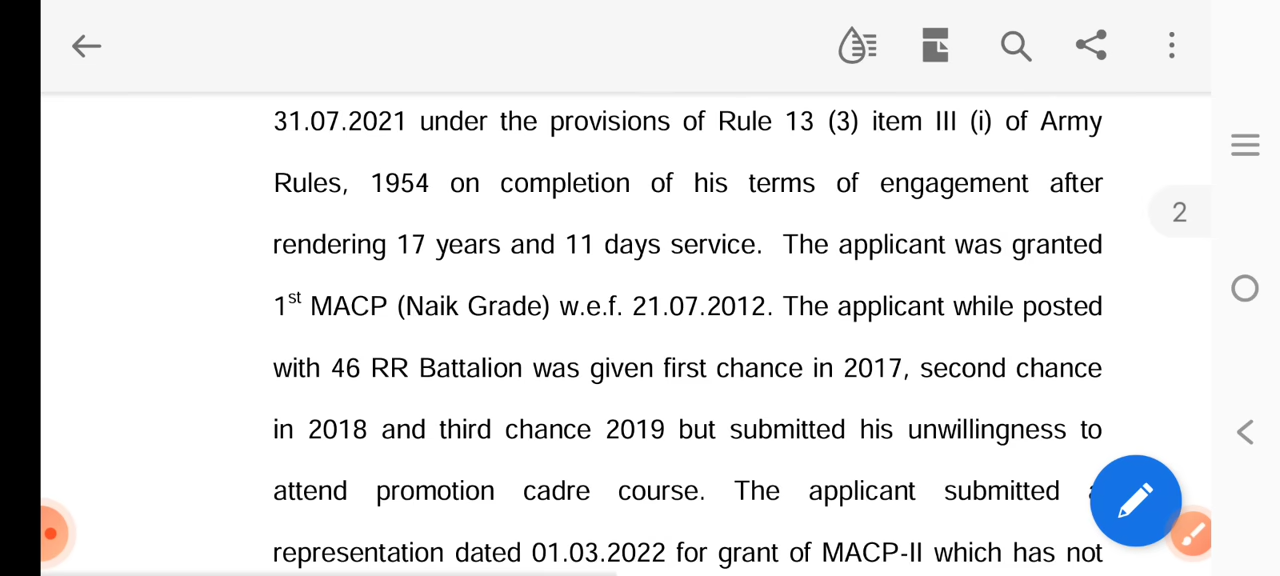 31.07.2021 under the provisions of Rule 13 (3) item III (i) of Army
2
Rules, 1954 on completion of his terms of engagement after
rendering 17 years and 11 days service. The applicant was granted
1st MACP (Naik Grade) w.e.f. 21.07.2012. The applicant while posted
with 46 RR Battalion was given first chance in 2017, second chance
in 2018 and third chance 2019 but submitted his unwillingness to
attend promotion cadre course. The applicant submitted
representation dated 01.03.2022 for grant of MACP-II which has not